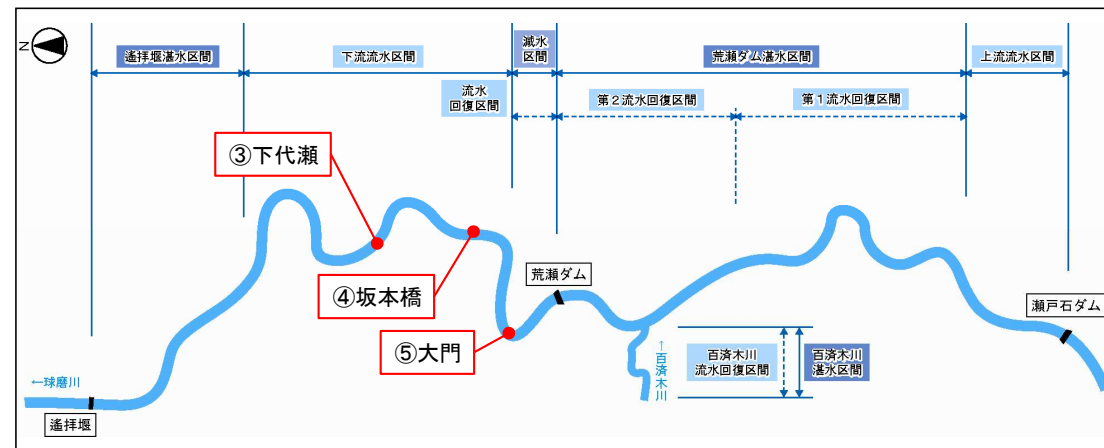 N
遙拝堰湛水区間
下流流水区間
減水
区間
荒瀬ダム湛水区間
上流流水区間
流水
回復区間
第2流水回復区間
第1流水回復区間
③下代瀬
④坂本橋
⑤大門
荒瀬ダム
瀬戸石ダム
←球磨川
遙拝堰
↑百済木川
百済木川
流水回復区間
百済木川
湛水区間